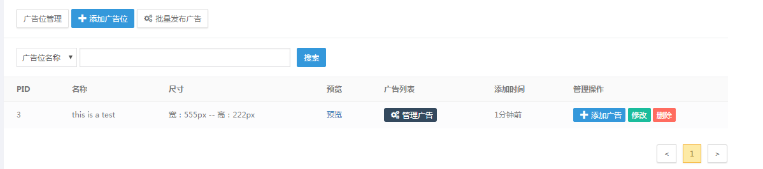 广告位管理 添加广告位 批量发布广告
广告位名称 搜索
PID 名称 尺寸 预览 广告列表 添加时间 管理操作
3 this is a test 宽：555px -- 高：222px 预览 管理广告 1分钟前 添加广告 修改 删除
< 1 >